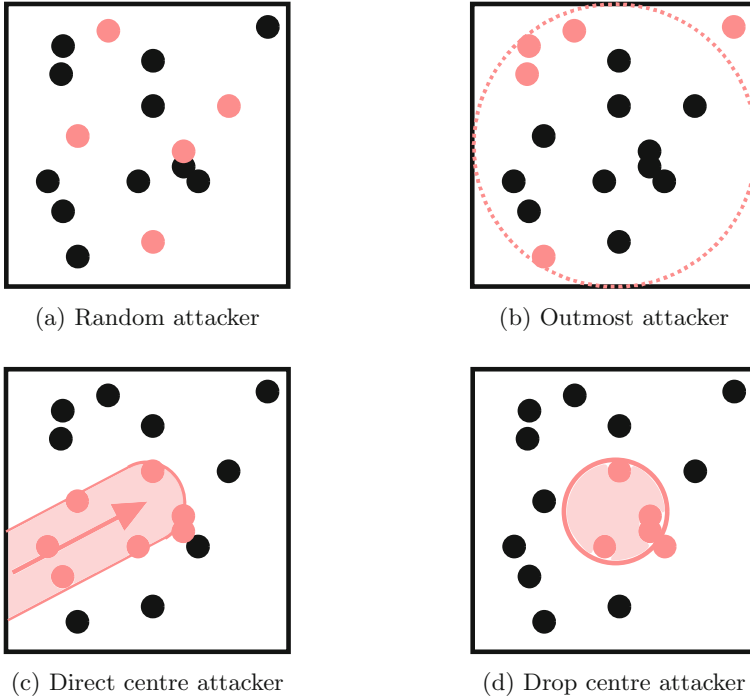 (a) Random attacker
(b) Outmost attacker
(c) Direct centre attacker
(d) Drop centre attacker